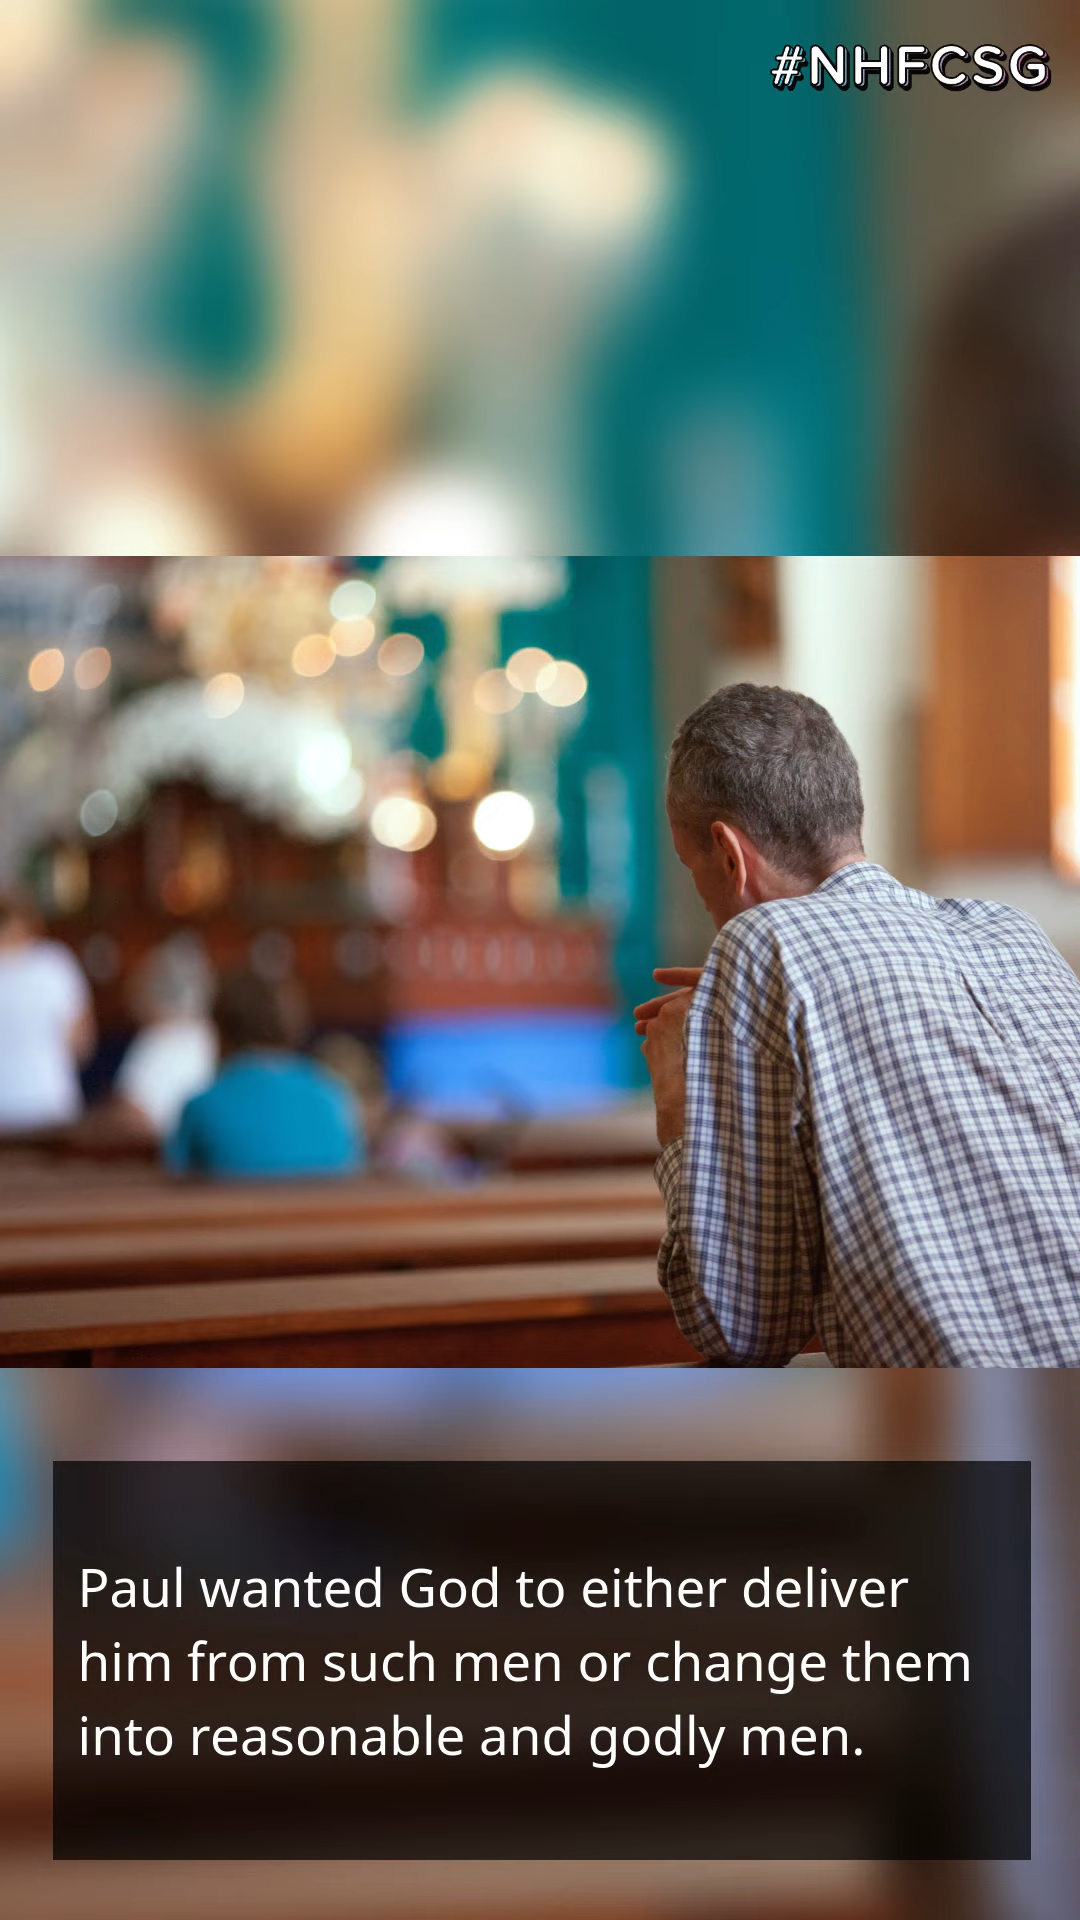 #NHFCSG
Paul wanted God to either deliver
him from such men or change them
into reasonable and godly men.